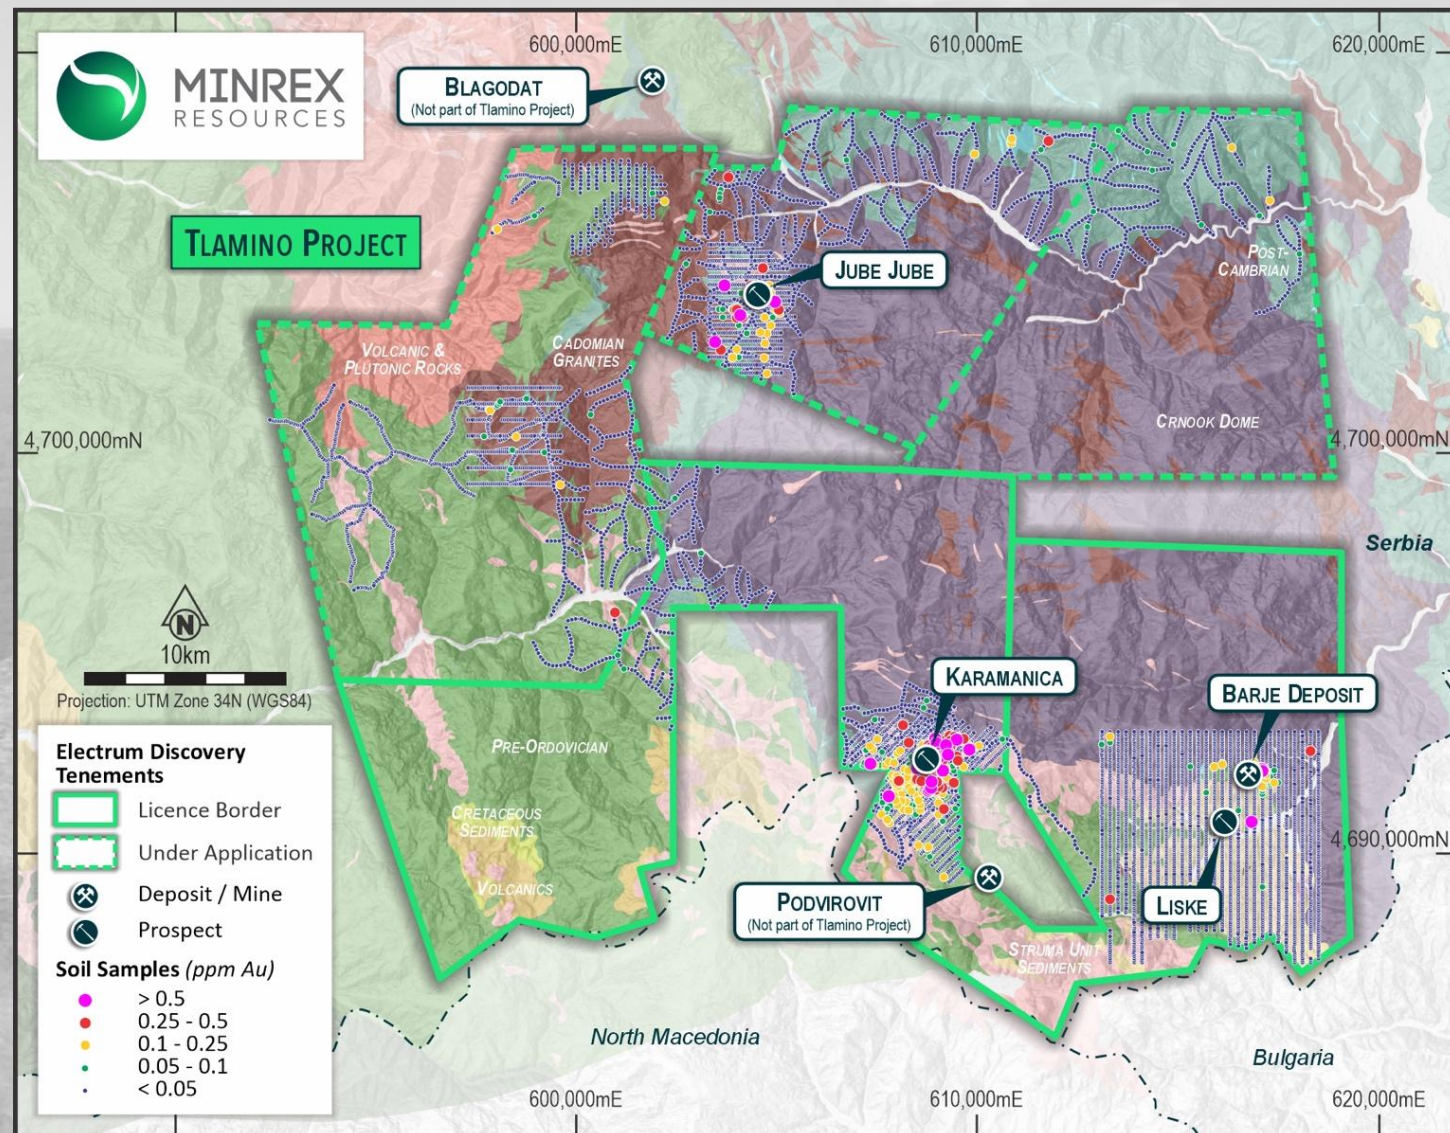 600,000mE
610,000mE
620,000mE
MINREX
RESOURCES
BLAGODAT
(Not part of Tlamino Project)
TLAMINO PROJECT
JUBE JUBE
POST-
CAMBRIAN
VOLCANIC &
PLUTONIC ROCKS
CADOMIAN
GRANITES
CRNOOK DOME
4,700,000mN
4,700,000mN
Serbia
N
10km
Projection: UTM Zone 34N (WGS84)
KARAMANICA
BARJE DEPOSIT
PRE-ORDOVICIAN
CRETACEOUS
SEDIMENTS
VOLCANICS
4,690,000mN
PODVIROVIT
(Not part of Tlamino Project)
LISKE
STRUMA UNIT
SEDIMENTS
North Macedonia
Bulgaria
Electrum Discovery
Tenements
Licence Border
Under Application
Deposit / Mine
Prospect
Soil Samples (ppm Au)
> 0.5
0.25 - 0.5
0.1 - 0.25
0.05 - 0.1
< 0.05
600,000mE
610,000mE
620,000mE